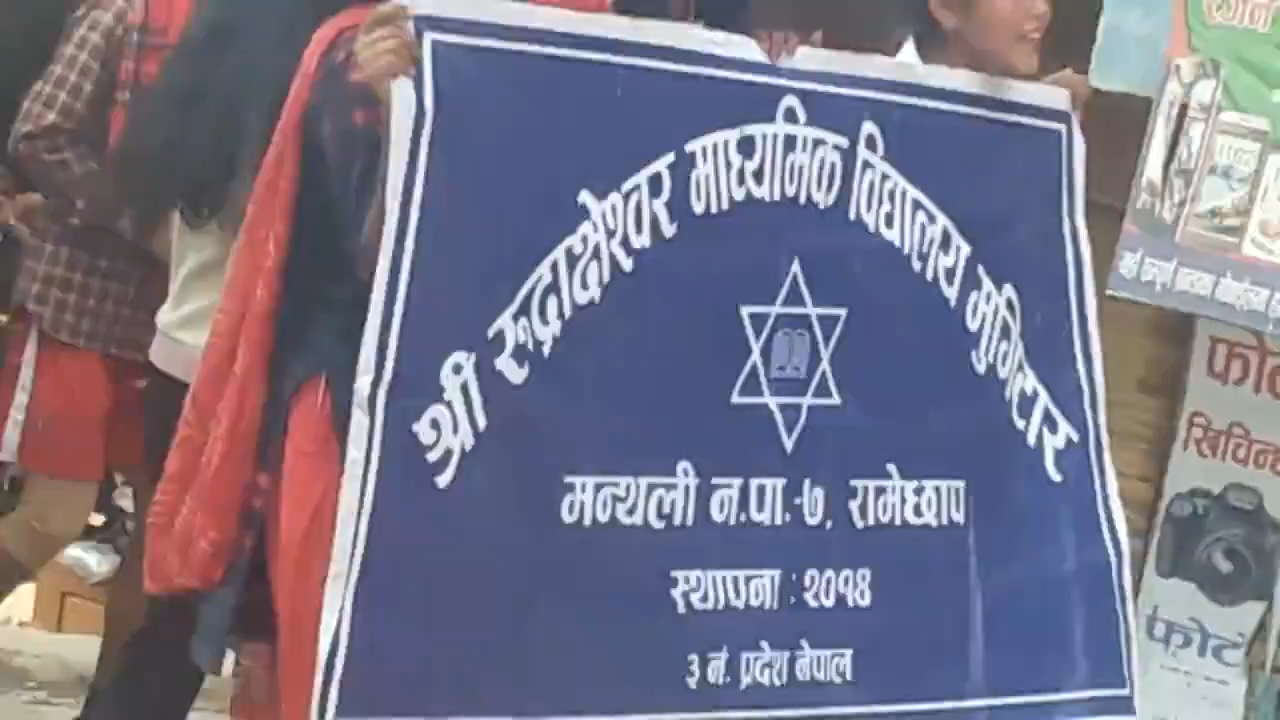 श्री रुद्राक्षेश्वर माध्यमिक विद्यालय मुगिटार
मन्थली न.पा.-७, रामेछाप
स्थापना : २०१४
३ नं. प्रदेश नेपाल